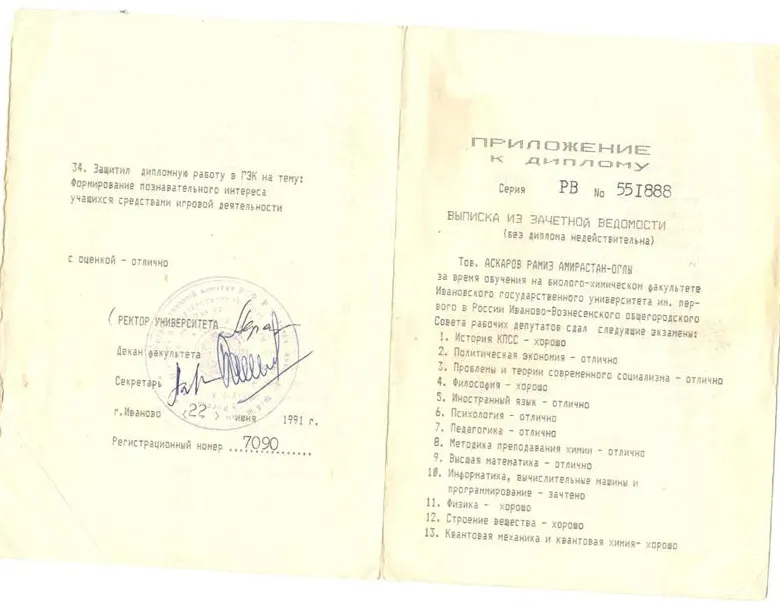 34. Защитил дипломную работу в ГЭК на тему:
Формирование познавательного интереса
учащихся средствами игровой деятельности
с оценкой - отлично
РЕКТОР УНИВЕРСИТЕТА
Декан факультета
Секретарь
г.Иваново "22" июня 1991 г.
Регистрационный номер 7090
ПРИЛОЖЕНИЕ
К ДИПЛОМУ
Серия РВ № 551888
ВЫПИСКА ИЗ ЗАЧЕТНОЙ ВЕДОМОСТИ
(без диплома недействительна)
Тов. АСКАРОВ РАМИЗ АМИРАСТАН-ОГЛЫ
за время обучения на биолого-химическом факультете
Ивановского государственного университета им. пер-
вого в России Иваново-Вознесенского общегородского
Совета рабочих депутатов сдал следующие экзамены:
1. История КПСС - хорошо
2. Политическая экономия - отлично
3. Проблемы и теории современного социализма - отлично
4. Философия - хорошо
5. Иностранный язык - отлично
6. Психология - отлично
7. Педагогика - отлично
8. Методика преподавания химии - отлично
9. Высшая математика - отлично
10. Информатика, вычислительные машины и
программирование - зачтено
11. Физика - хорошо
12. Строение вещества - хорошо
13. Квантовая механика и квантовая химия- хорошо